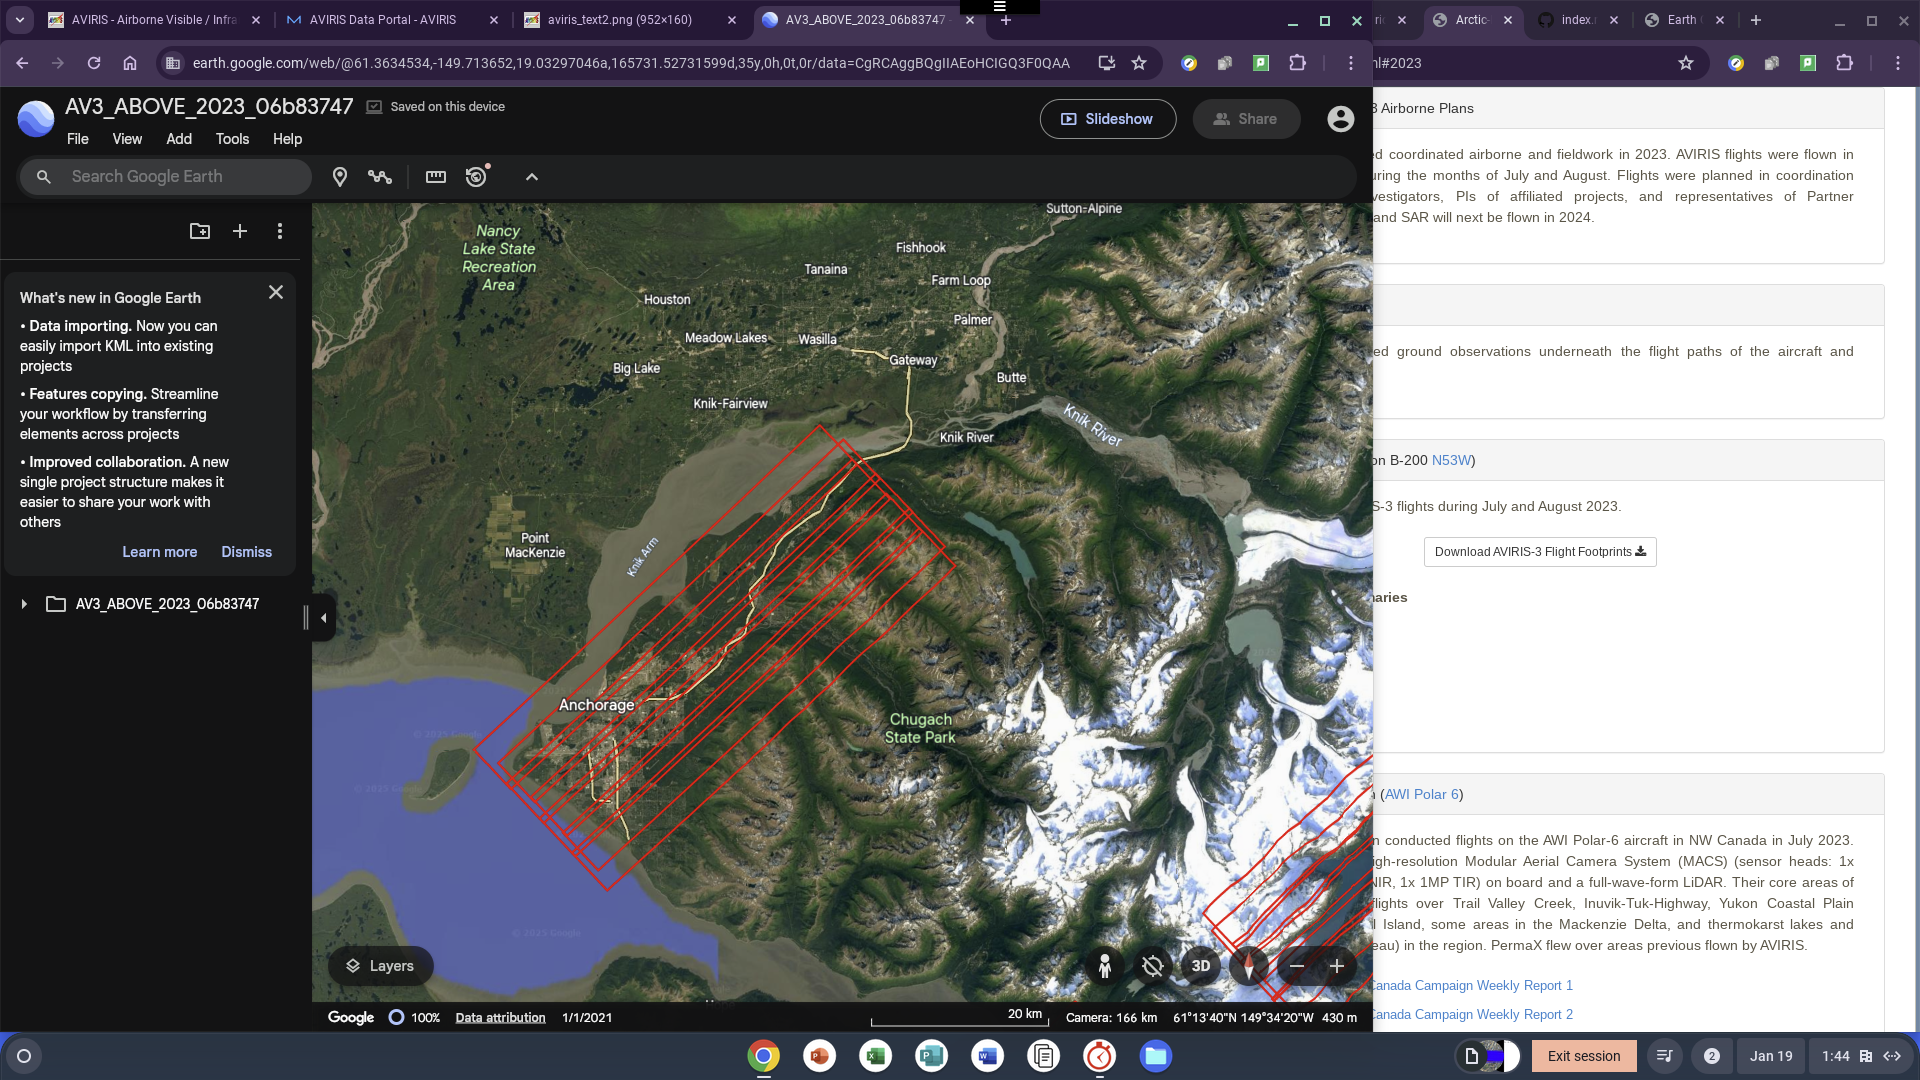 AVIRIS - Airborne Visible / Infra
AVIRIS Data Portal - AVIRIS
aviris_text2.png (952×160)
AV3_ABOVE_2023_06b83747 -
Arctic-
index.
Earth
earth.google.com/web/@61.3634534,-149.713652,19.03297046a,165731.52731599d,35y,0h,0t,0r/data=CgRCAggBQgIIAEoHCIGQ3F0QAA
ml#2023
AV3_ABOVE_2023_06b83747
Saved on this device
File View Add Tools Help
Slideshow
Share
Search Google Earth
What's new in Google Earth
• Data importing. Now you can
easily import KML into existing
projects
• Features copying. Streamline
your workflow by transferring
elements across projects
• Improved collaboration. A new
single project structure makes it
easier to share your work with
others
Learn more Dismiss
AV3_ABOVE_2023_06b83747
Nancy
Lake State
Recreation
Area
Sutton-Alpine
Fishhook
Tanaina
Farm Loop
Houston
Palmer
Meadow Lakes
Wasilla
Gateway
Big Lake
Butte
Knik-Fairview
Knik River
Knik River
Point
MacKenzie
Knik Arm
Anchorage
Chugach
State Park
© 2025 Google
© 2025 Google
© 2025 Google
Layers
3D
Google
100%
Data attribution
1/1/2021
20 km
Camera: 166 km
61°13'40"N 149°34'20"W
430 m
3 Airborne Plans
ed coordinated airborne and fieldwork in 2023. AVIRIS flights were flown in
uring the months of July and August. Flights were planned in coordination
vestigators, PIs of affiliated projects, and representatives of Partner
and SAR will next be flown in 2024.
ed ground observations underneath the flight paths of the aircraft and
on B-200 N53W)
S-3 flights during July and August 2023.
Download AVIRIS-3 Flight Footprints
naries
n (AWI Polar 6)
n conducted flights on the AWI Polar-6 aircraft in NW Canada in July 2023.
igh-resolution Modular Aerial Camera System (MACS) (sensor heads: 1x
NIR, 1x 1MP TIR) on board and a full-wave-form LiDAR. Their core areas of
flights over Trail Valley Creek, Inuvik-Tuk-Highway, Yukon Coastal Plain
l Island, some areas in the Mackenzie Delta, and thermokarst lakes and
eau) in the region. PermaX flew over areas previous flown by AVIRIS.
Canada Campaign Weekly Report 1
Canada Campaign Weekly Report 2
Exit session
2
Jan 19
1:44